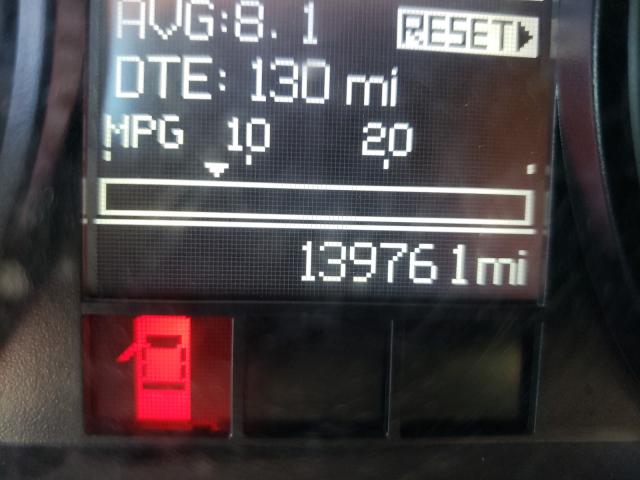 AVG:8.1 RESET
DTE: 130 mi
MPG 10 20
139761mi